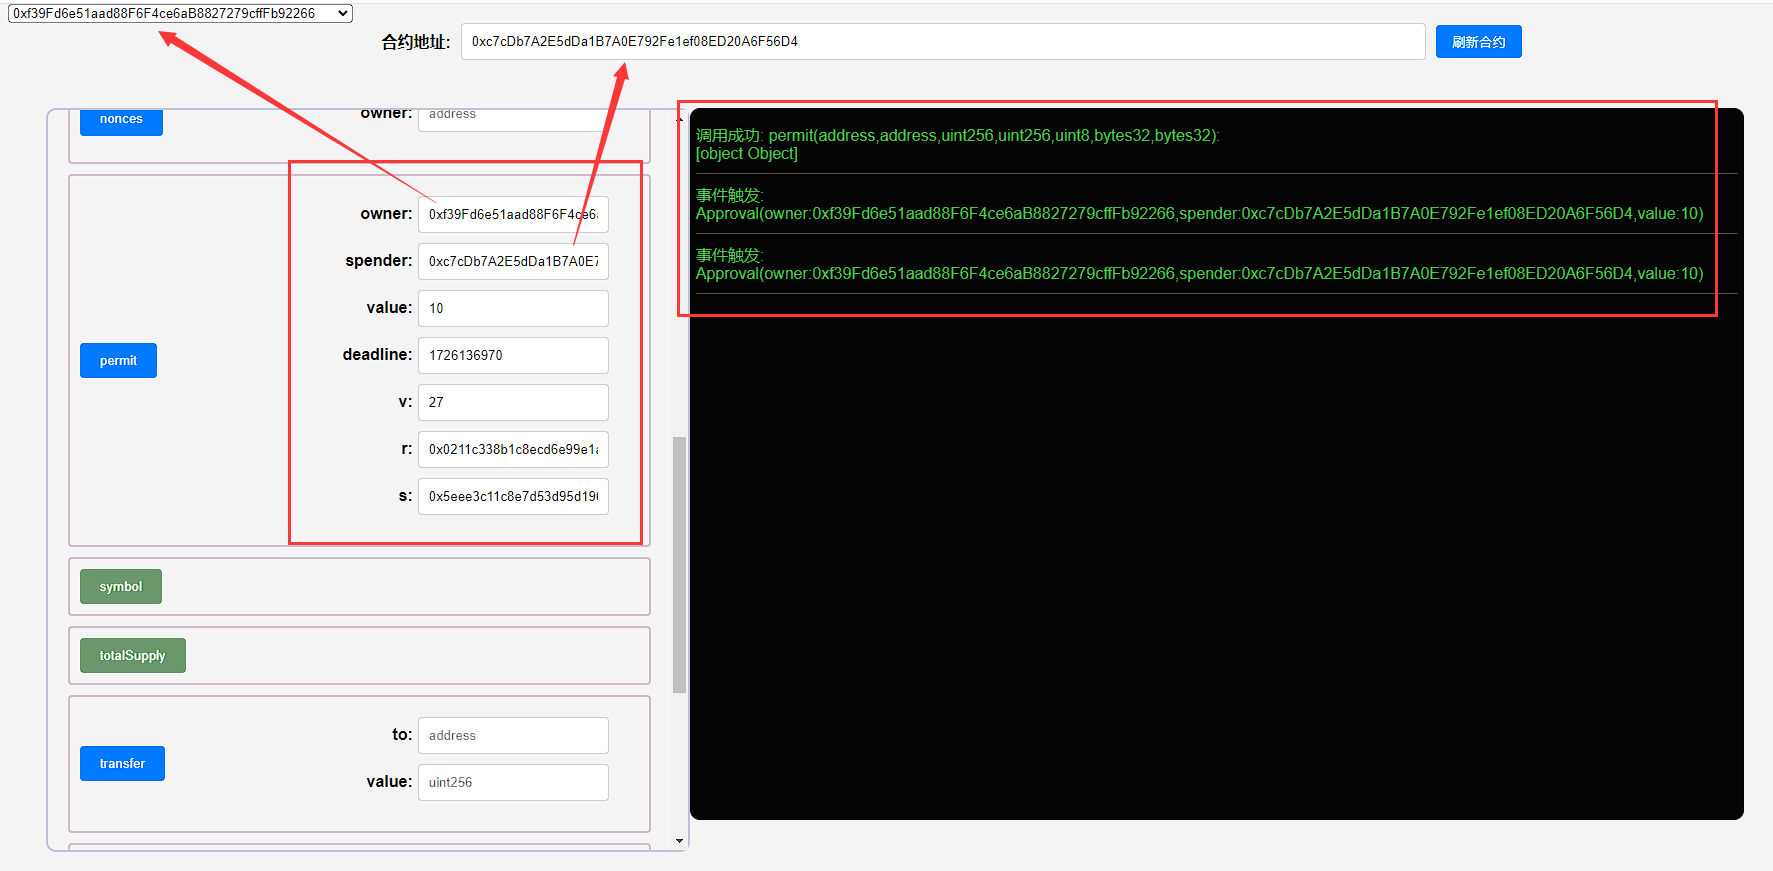 0xf39Fd6e51aad88F6F4ce6aB8827279cffFb92266
合约地址: 0xc7cDb7A2E5dDa1B7A0E792Fe1ef08ED20A6F56D4 刷新合约
nonces owner: address
owner: 0xf39Fd6e51aad88F6F4ce6a
spender: 0xc7cDb7A2E5dDa1B7A0E7
value: 10
deadline: 1726136970
permit
v: 27
r: 0x0211c338b1c8ecd6e99e1a
s: 0x5eee3c11c8e7d53d95d190
symbol
totalSupply
to: address
transfer
value: uint256
调用成功: permit(address,address,uint256,uint256,uint8,bytes32,bytes32):
[object Object]
事件触发:
Approval(owner:0xf39Fd6e51aad88F6F4ce6aB8827279cffFb92266,spender:0xc7cDb7A2E5dDa1B7A0E792Fe1ef08ED20A6F56D4,value:10)
事件触发:
Approval(owner:0xf39Fd6e51aad88F6F4ce6aB8827279cffFb92266,spender:0xc7cDb7A2E5dDa1B7A0E792Fe1ef08ED20A6F56D4,value:10)